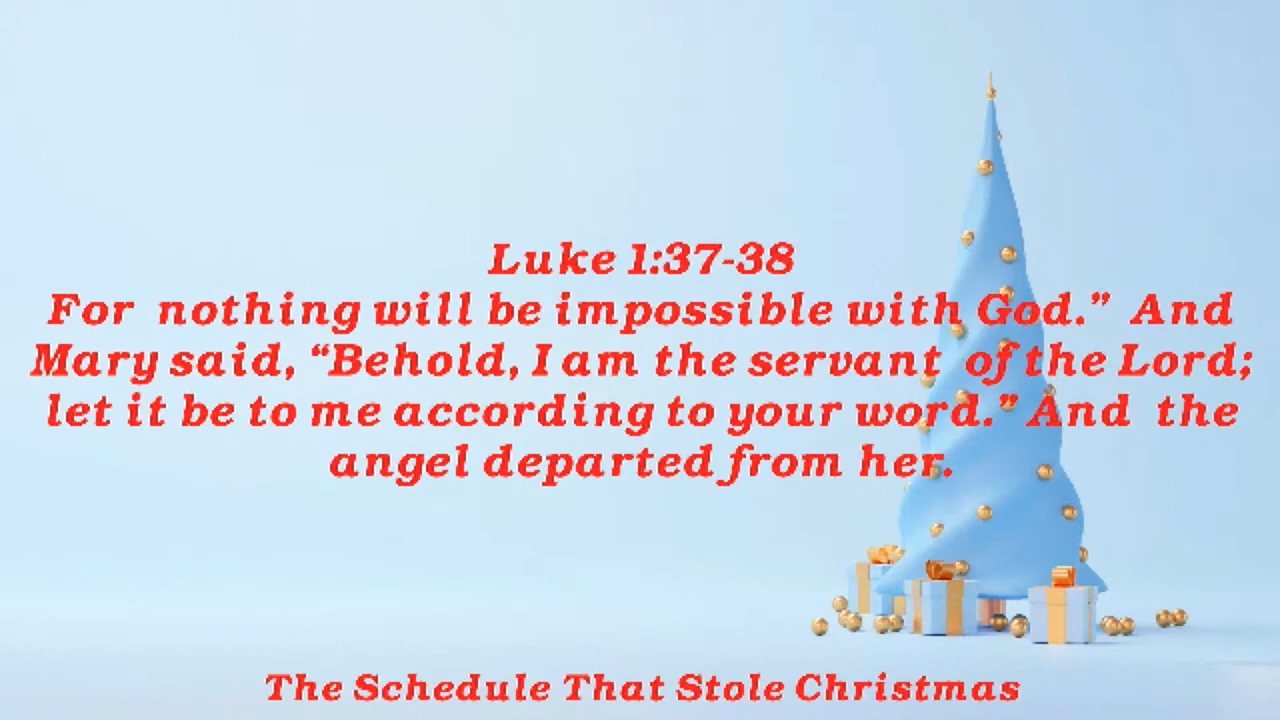 Luke 1:37-38
For nothing will be impossible with God.” And
Mary said, “Behold, I am the servant of the Lord;
let it be to me according to your word.” And the
angel departed from her.
The Schedule That Stole Christmas